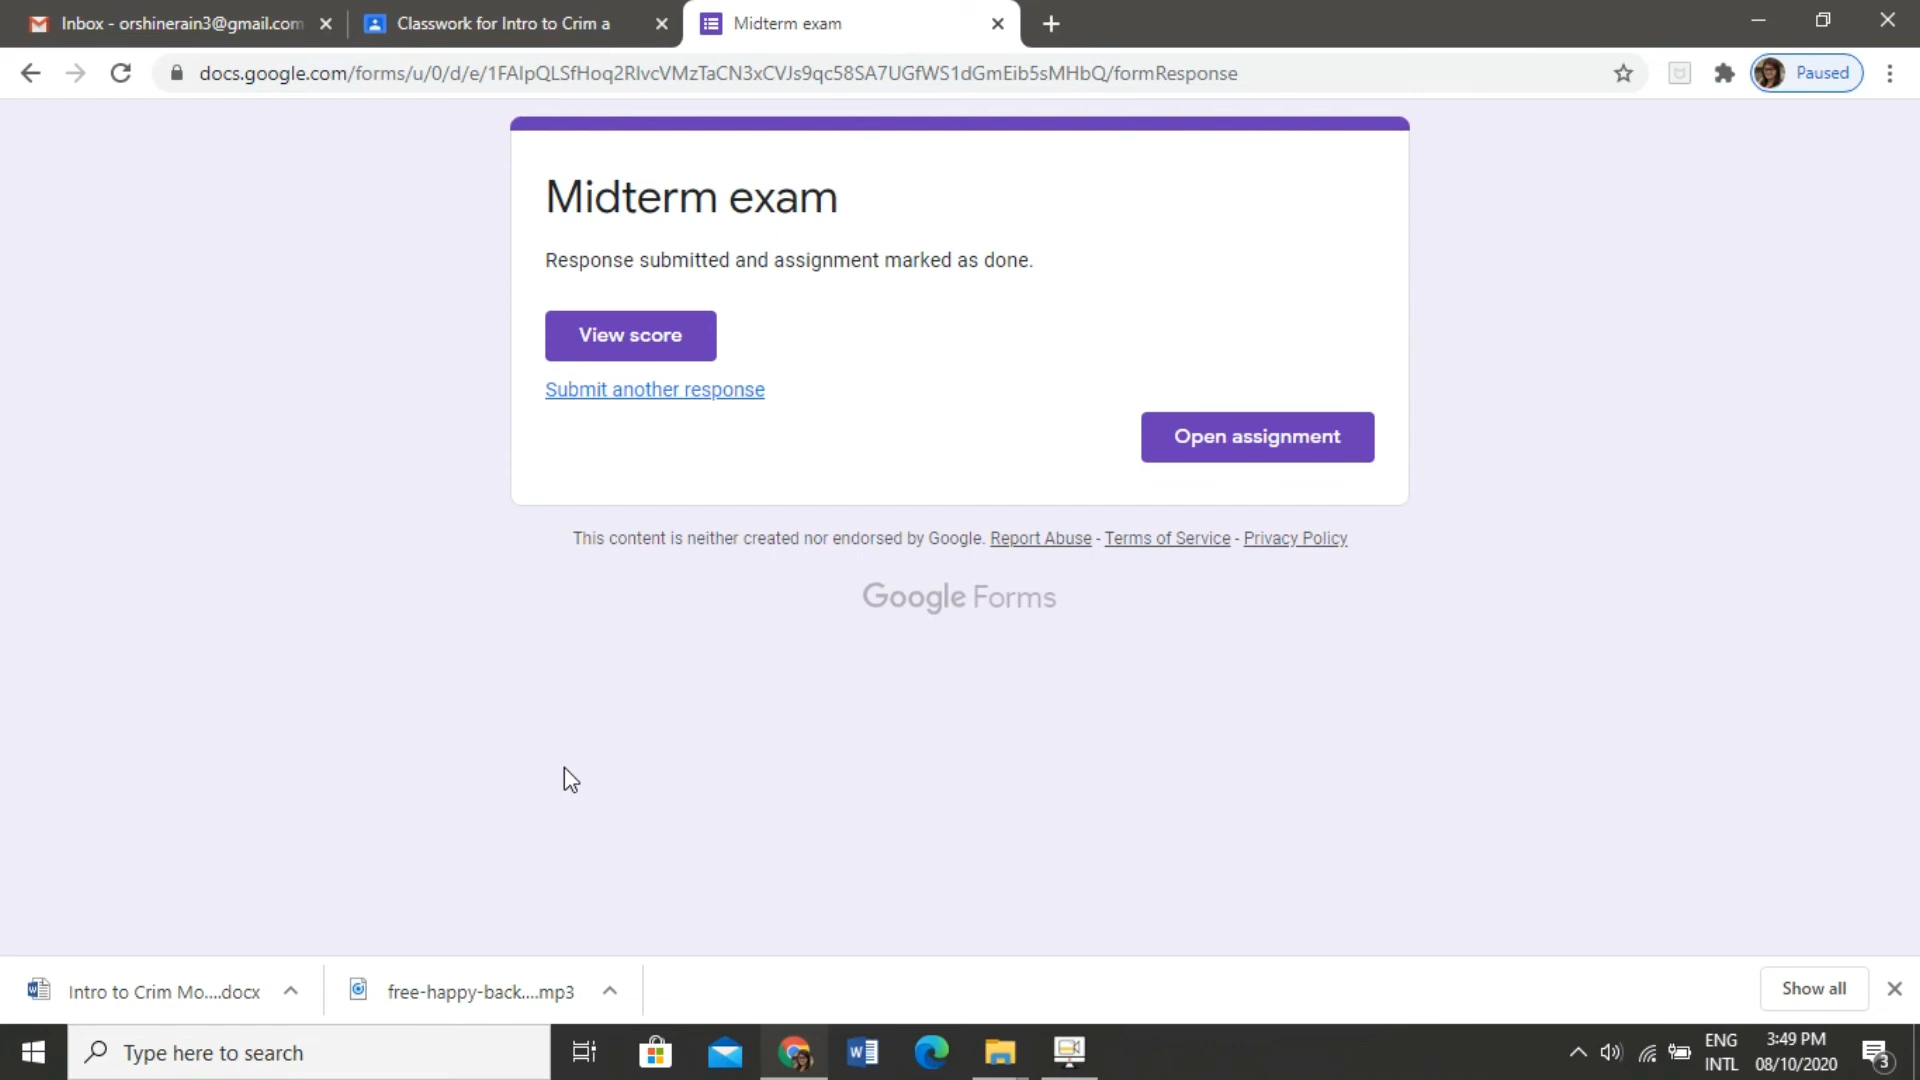 Inbox - orshinerain3@gmail.com
Classwork for Intro to Crim a
Midterm exam
docs.google.com/forms/u/0/d/e/1FAIpQLSfHoq2RIvcVMzTaCN3xCVJs9qc58SA7UGfWS1dGmEib5sMHbQ/formResponse
Paused
Midterm exam
Response submitted and assignment marked as done.
View score
Submit another response
Open assignment
This content is neither created nor endorsed by Google. Report Abuse - Terms of Service - Privacy Policy
Google Forms
Intro to Crim Mo....docx
free-happy-back....mp3
Show all
Type here to search
ENG
INTL
3:49 PM
08/10/2020
3